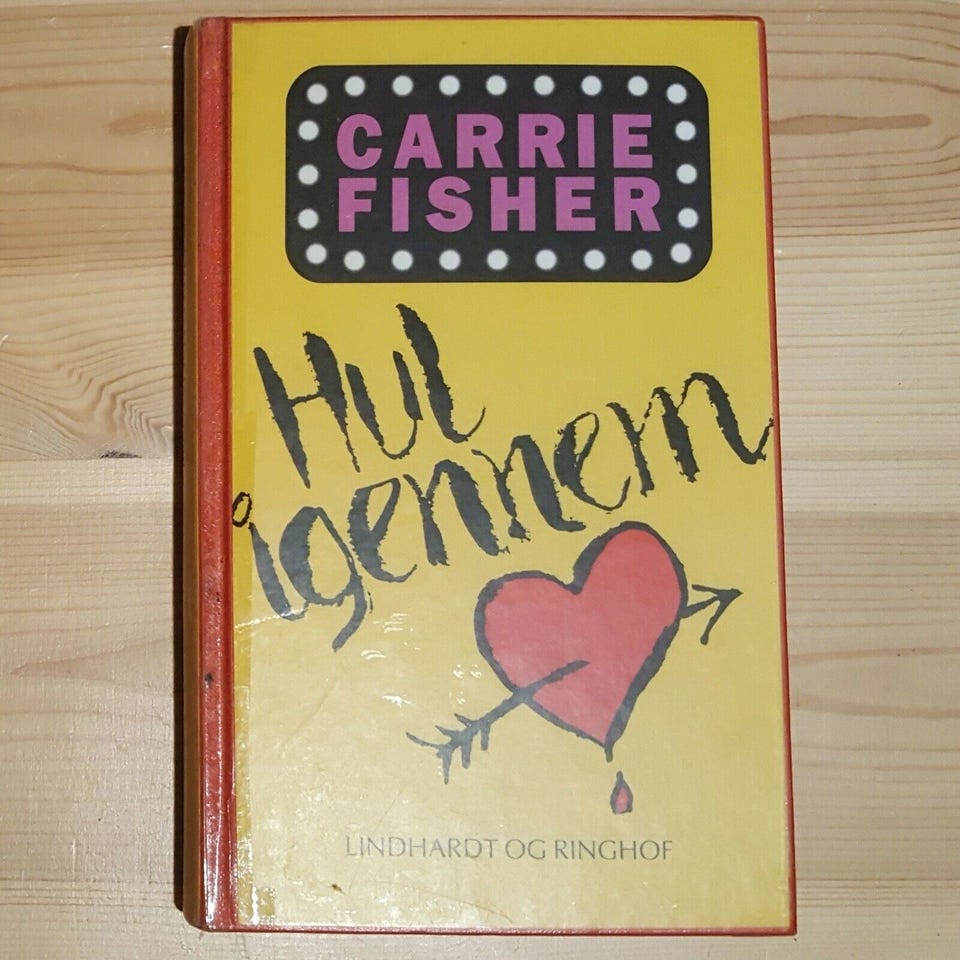 CARRIE
FISHER
Hul
igennem
LINDHARDT OG RINGHOF